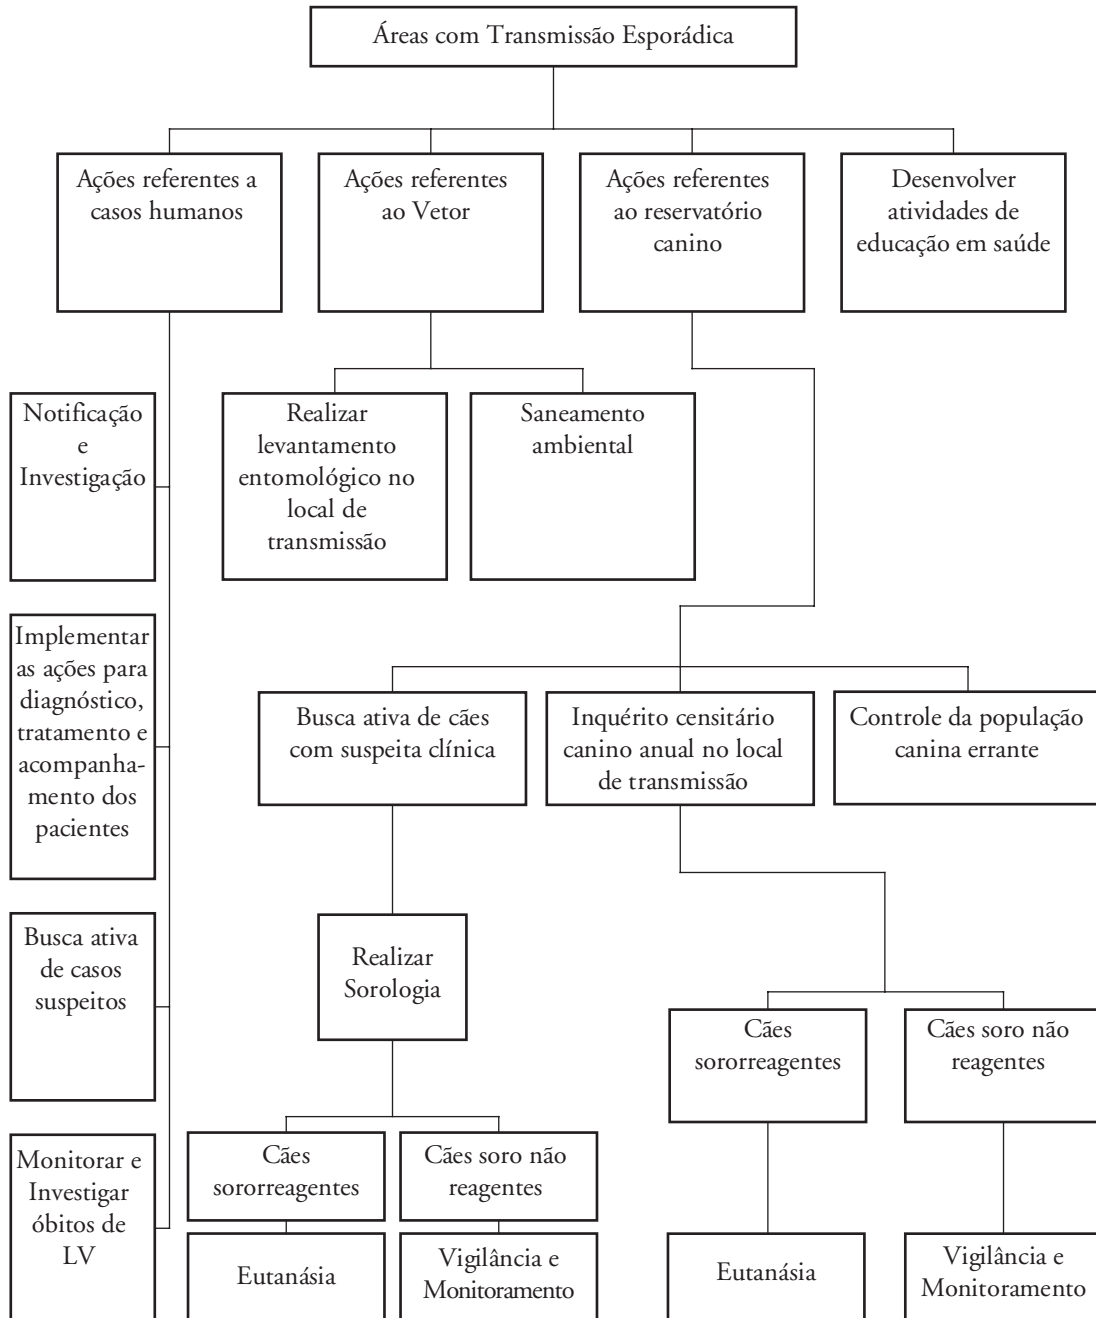 Áreas com Transmissão Esporádica
Ações referentes a
casos humanos
Ações referentes
ao Vetor
Ações referentes
ao reservatório
canino
Desenvolver
atividades de
educação em saúde
Notificação
e
Investigação
Realizar
levantamento
entomológico no
local de
transmissão
Saneamento
ambiental
Implementar
as ações para
diagnóstico,
tratamento e
acompanha-
mento dos
pacientes
Busca ativa de cães
com suspeita clínica
Inquérito censitário
canino anual no local
de transmissão
Controle da população
canina errante
Busca ativa
de casos
suspeitos
Realizar
Sorologia
Cães
sororreagentes
Cães soro não
reagentes
Monitorar e
Investigar
óbitos de
LV
Cães
sororreagentes
Cães soro não
reagentes
Eutanásia
Vigilância e
Monitoramento
Eutanásia
Vigilância e
Monitoramento